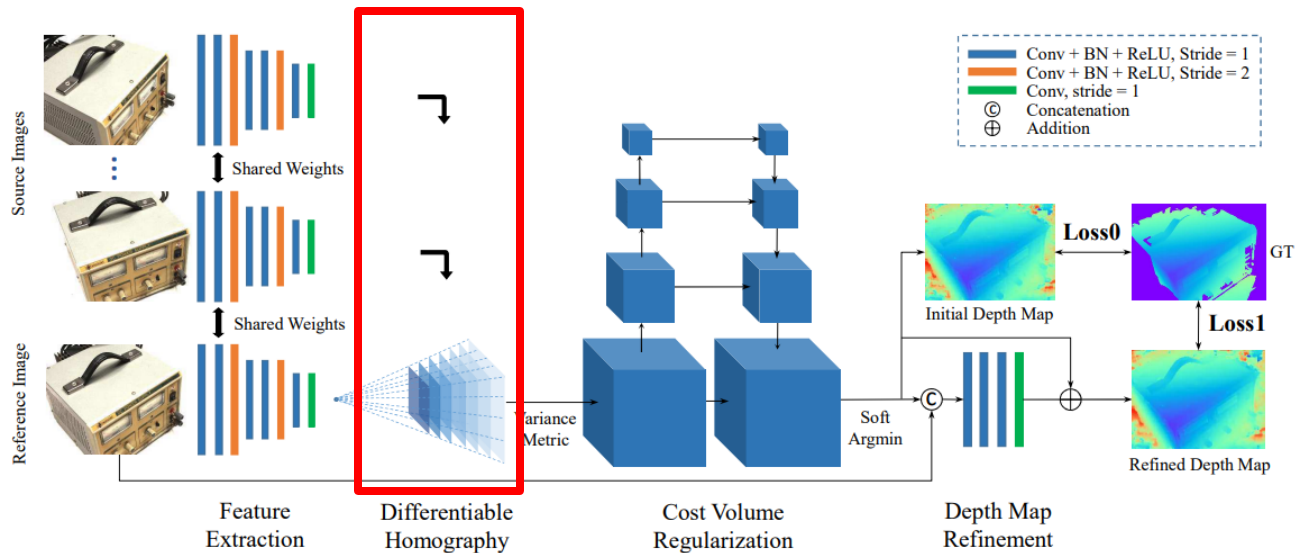 Source Images
Reference Image
Shared Weights
Shared Weights
Conv + BN + ReLU, Stride = 1
Conv + BN + ReLU, Stride = 2
Conv, stride = 1
C
Concatenation
Addition
Variance
Metric
Soft
Argmin
C
Initial Depth Map
Loss0
GT
Loss1
Refined Depth Map
Feature
Extraction
Differentiable
Homography
Cost Volume
Regularization
Depth Map
Refinement